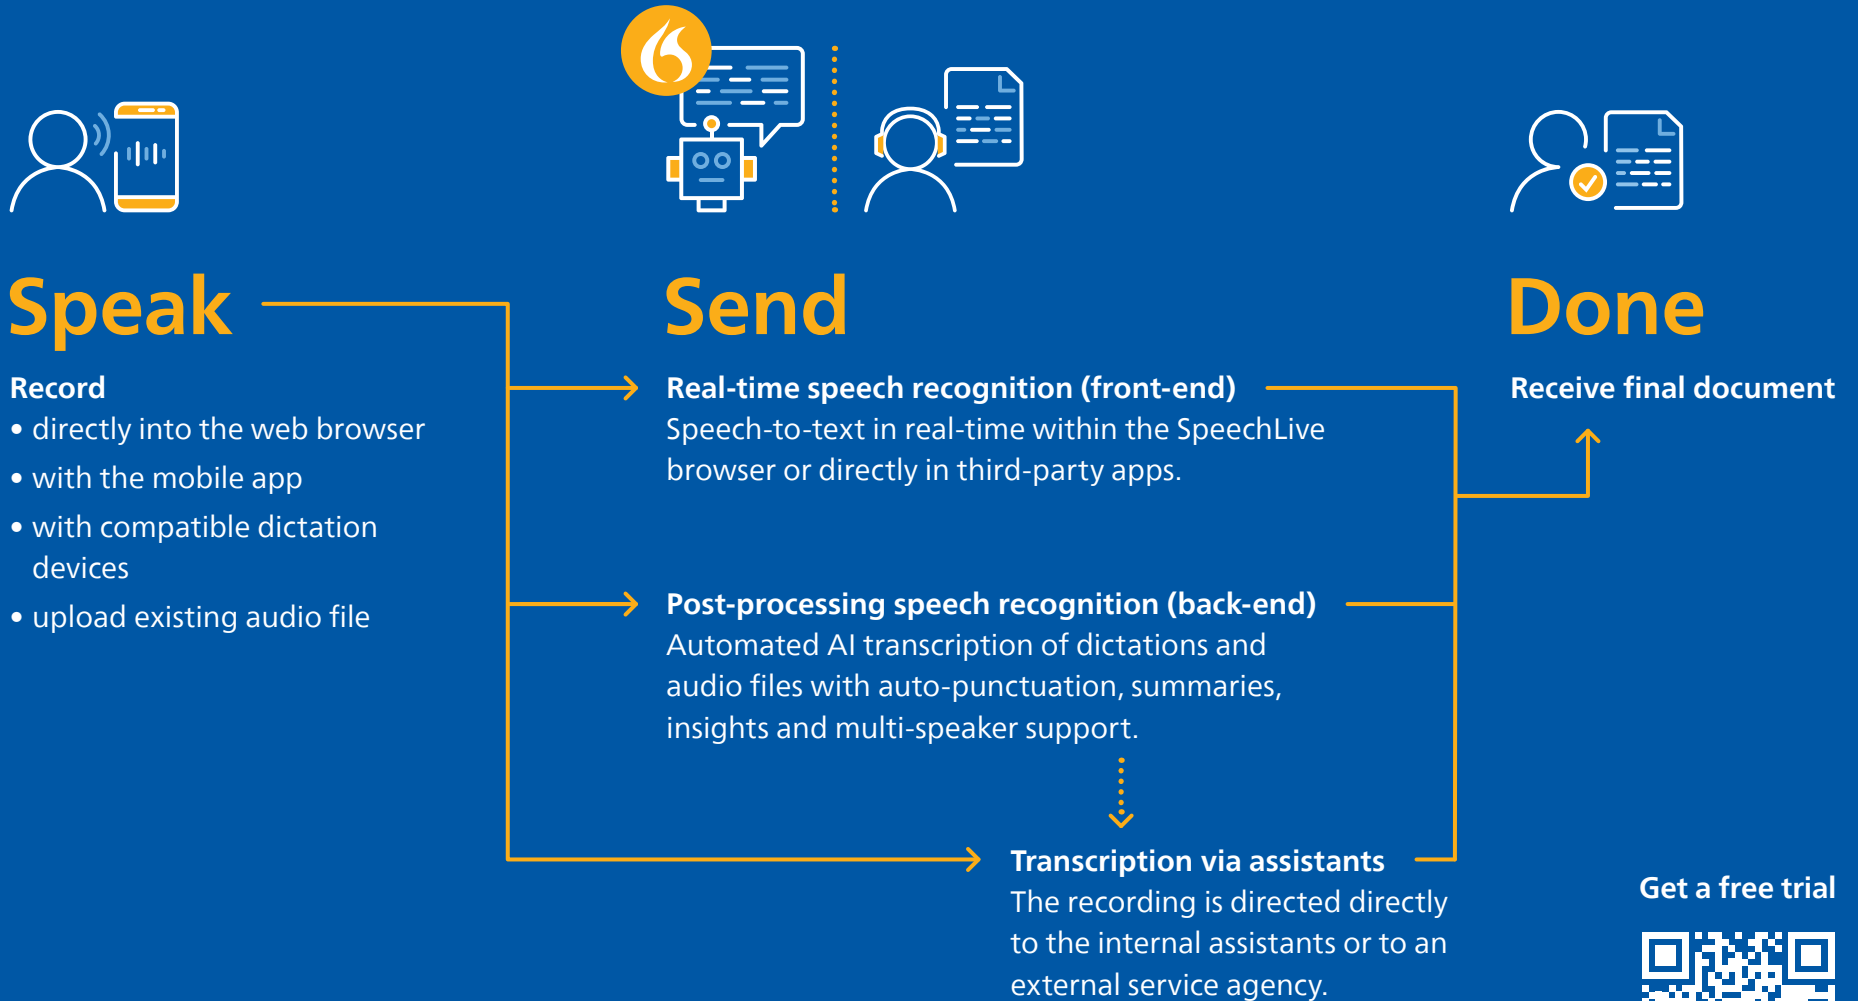 Speak
Record
• directly into the web browser
• with the mobile app
• with compatible dictation
devices
• upload existing audio file
Send
Real-time speech recognition (front-end)
Speech-to-text in real-time within the SpeechLive
browser or directly in third-party apps.
Post-processing speech recognition (back-end)
Automated AI transcription of dictations and
audio files with auto-punctuation, summaries,
insights and multi-speaker support.
Transcription via assistants
The recording is directed directly
to the internal assistants or to an
external service agency.
Done
Receive final document
Get a free trial